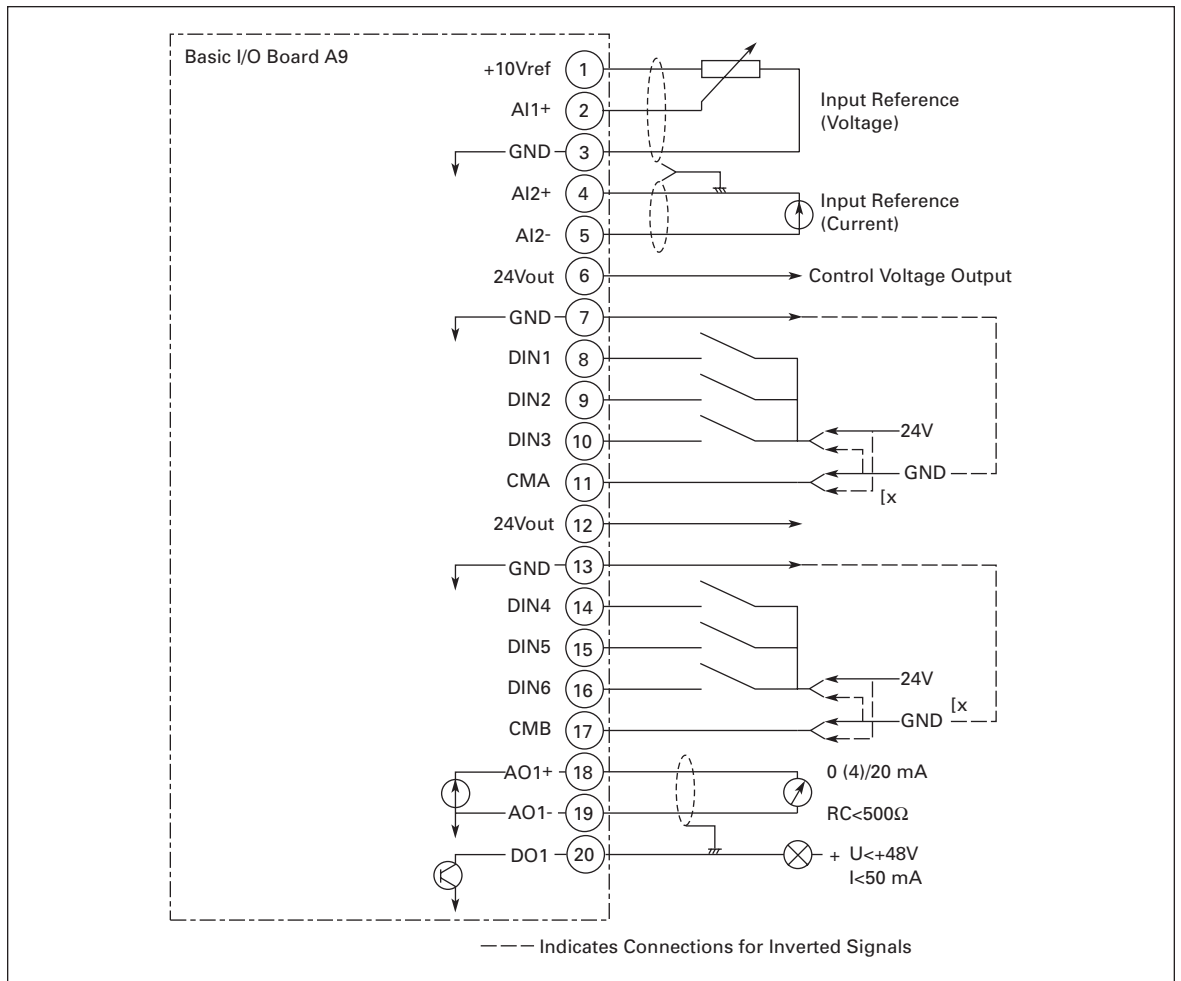 Basic I/O Board A9
+10Vref 1
AI1+ 2
GND 3
Input Reference
(Voltage)
AI2+ 4
AI2- 5
Input Reference
(Current)
24Vout 6 Control Voltage Output
GND 7
DIN1 8
DIN2 9
DIN3 10
24V
CMA 11
GND
[x
24Vout 12
GND 13
DIN4 14
DIN5 15
DIN6 16
24V
CMB 17
GND [x
AO1+ 18 0 (4)/20 mA
AO1- 19 RC<500Ω
DO1 20 + U<+48V
I<50 mA
Indicates Connections for Inverted Signals